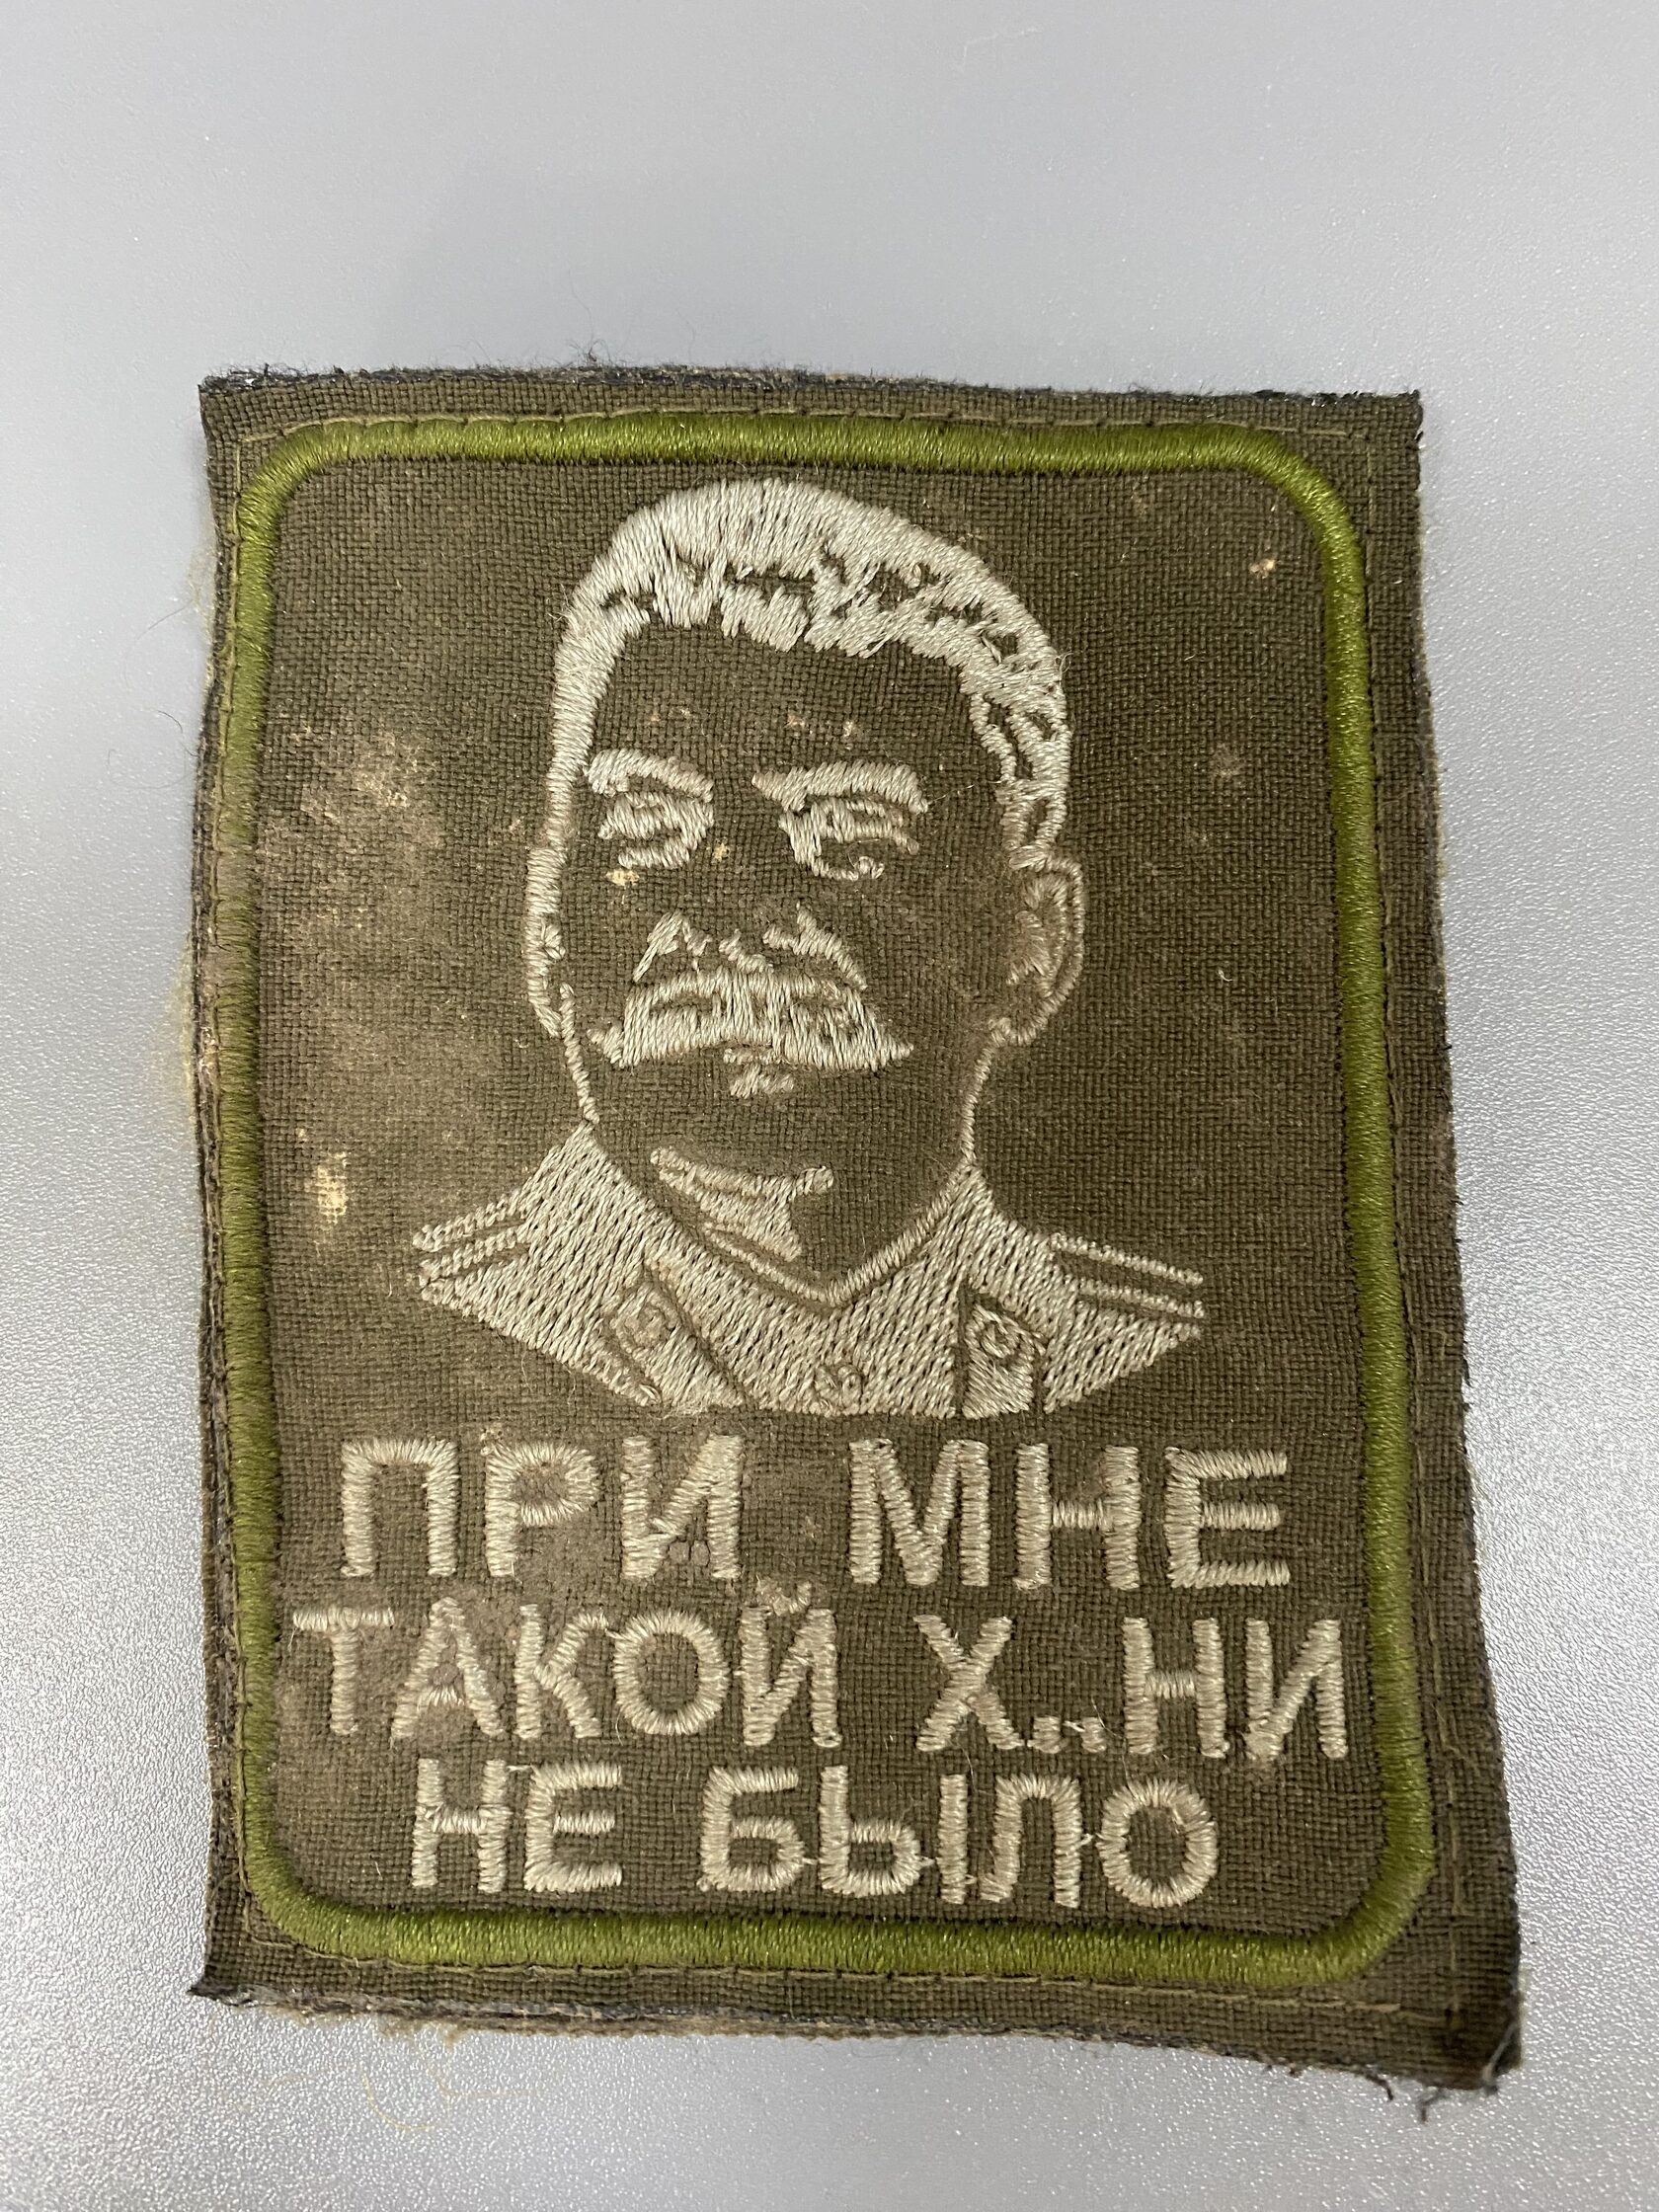 ПРИ МНЕ
ТАКОЙ Х...НИ
НЕ БЫЛО